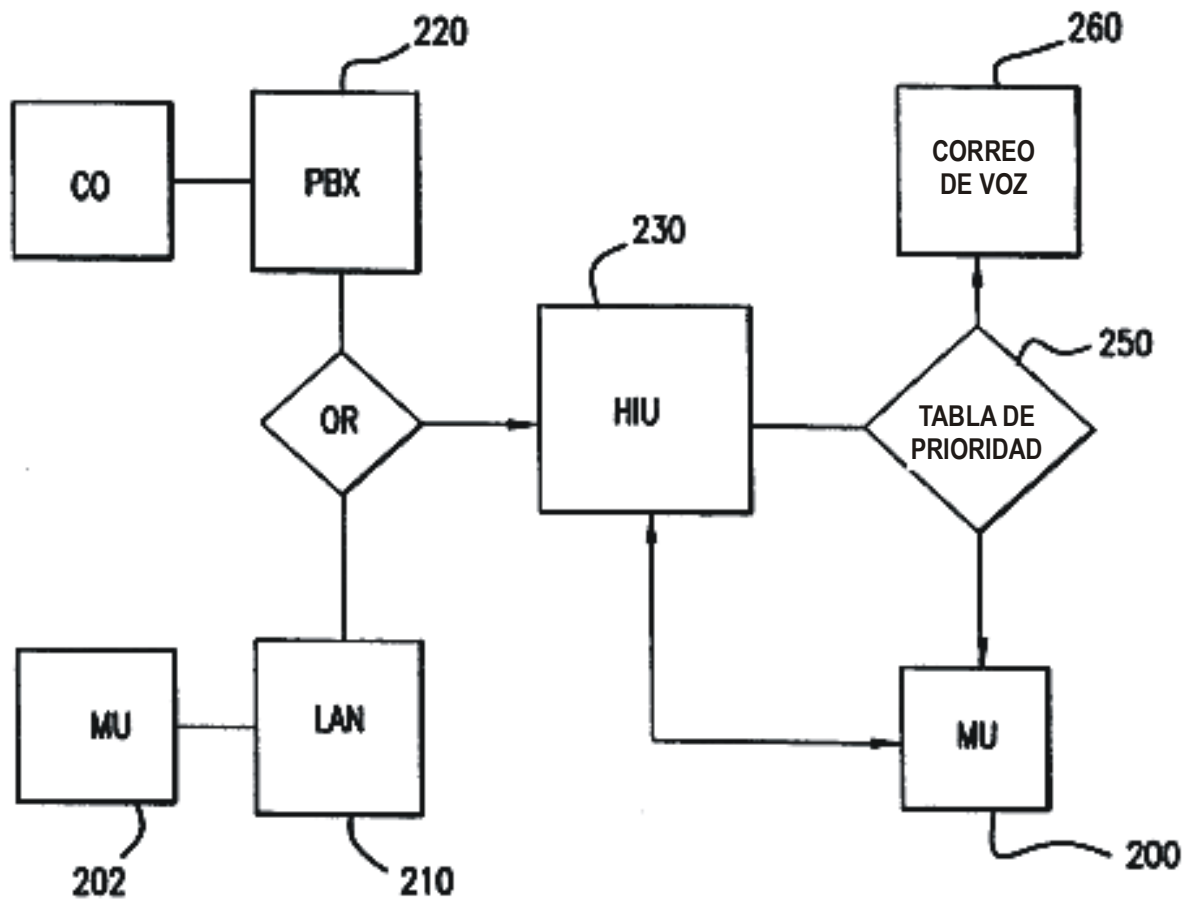 220
260
CO
PBX
CORREO
DE VOZ
230
250
OR
HIU
TABLA DE
PRIORIDAD
MU
LAN
MU
202
210
200